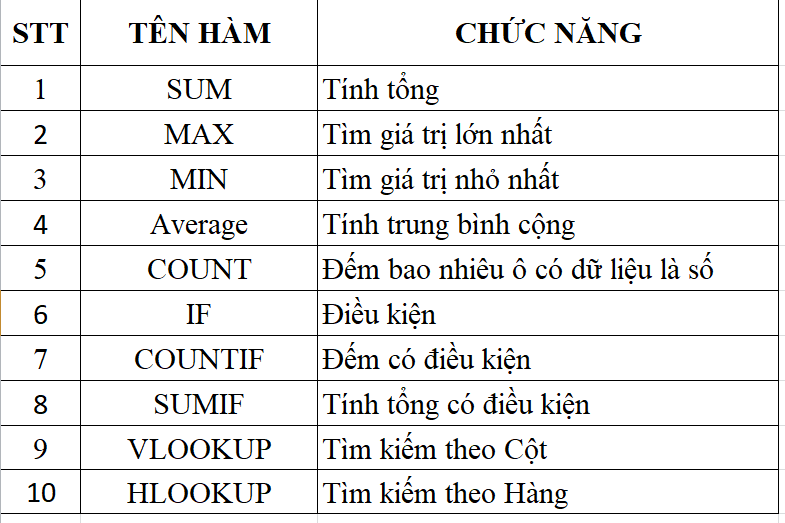 STT TÊN HÀM CHỨC NĂNG
1 SUM Tính tổng
2 MAX Tìm giá trị lớn nhất
3 MIN Tìm giá trị nhỏ nhất
4 Average Tính trung bình cộng
5 COUNT Đếm bao nhiêu ô có dữ liệu là số
6 IF Điều kiện
7 COUNTIF Đếm có điều kiện
8 SUMIF Tính tổng có điều kiện
9 VLOOKUP Tìm kiếm theo Cột
10 HLOOKUP Tìm kiếm theo Hàng